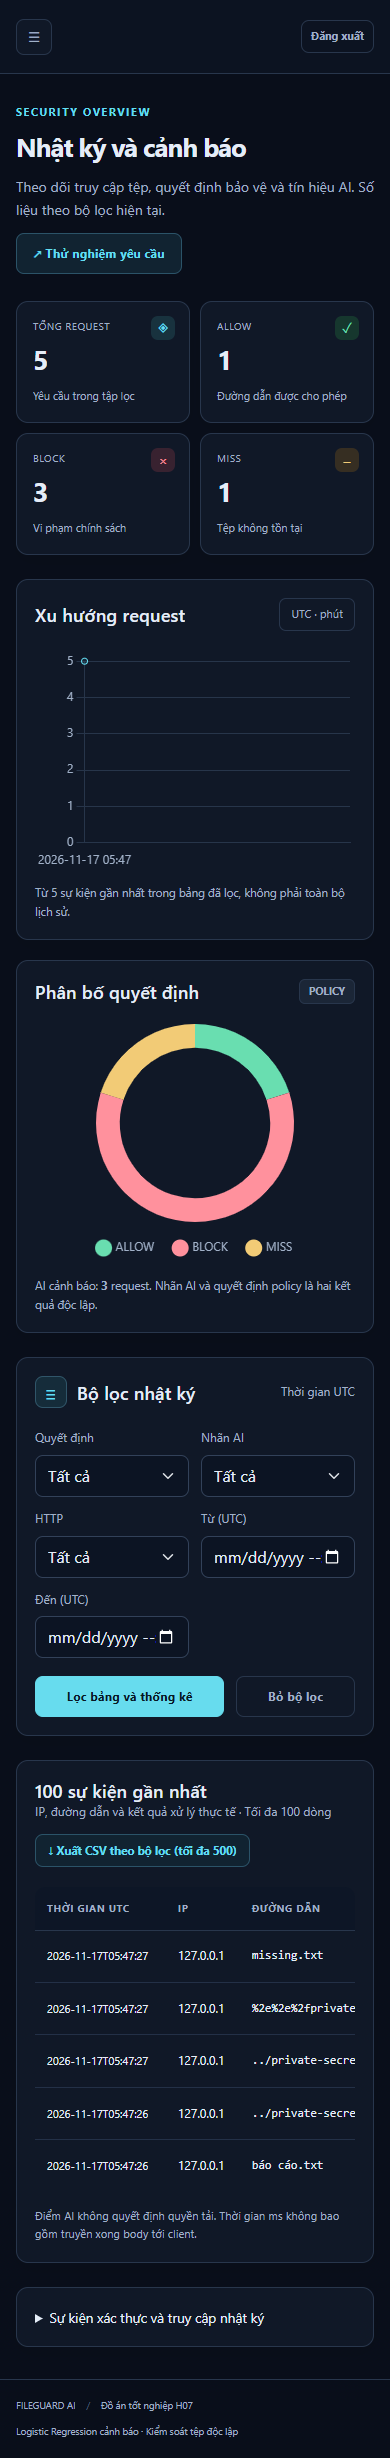 ☰ Đăng xuất
SECURITY OVERVIEW
Nhật ký và cảnh báo
Theo dõi truy cập tệp, quyết định bảo vệ và tín hiệu AI. Số
liệu theo bộ lọc hiện tại.
↗ Thử nghiệm yêu cầu
TỔNG REQUEST
5
Yêu cầu trong tập lọc
ALLOW
1
Đường dẫn được cho phép
BLOCK
3
Vi phạm chính sách
MISS
1
Tệp không tồn tại
Xu hướng request
UTC · phút
5
4
3
2
1
0
2026-11-17 05:47
Từ 5 sự kiện gần nhất trong bảng đã lọc, không phải toàn bộ
lịch sử.
Phân bố quyết định
POLICY
ALLOW BLOCK MISS
AI cảnh báo: 3 request. Nhãn AI và quyết định policy là hai kết
quả độc lập.
Bộ lọc nhật ký
Thời gian UTC
Quyết định Nhãn AI
Tất cả Tất cả
HTTP Từ (UTC)
Tất cả mm/dd/yyyy --
Đến (UTC)
mm/dd/yyyy --
Lọc bảng và thống kê Bỏ bộ lọc
100 sự kiện gần nhất
IP, đường dẫn và kết quả xử lý thực tế · Tối đa 100 dòng
↓ Xuất CSV theo bộ lọc (tối đa 500)
THỜI GIAN UTC IP ĐƯỜNG DẪN
2026-11-17T05:47:27 127.0.0.1 missing.txt
2026-11-17T05:47:27 127.0.0.1 %2e%2e%2fprivate
2026-11-17T05:47:27 127.0.0.1 ../private-secre
2026-11-17T05:47:26 127.0.0.1 ../private-secre
2026-11-17T05:47:26 127.0.0.1 báo cáo.txt
Điểm AI không quyết định quyền tải. Thời gian ms không bao
gồm truyền xong body tới client.
▶ Sự kiện xác thực và truy cập nhật ký
FILEGUARD AI / Đồ án tốt nghiệp H07
Logistic Regression cảnh báo · Kiểm soát tệp độc lập